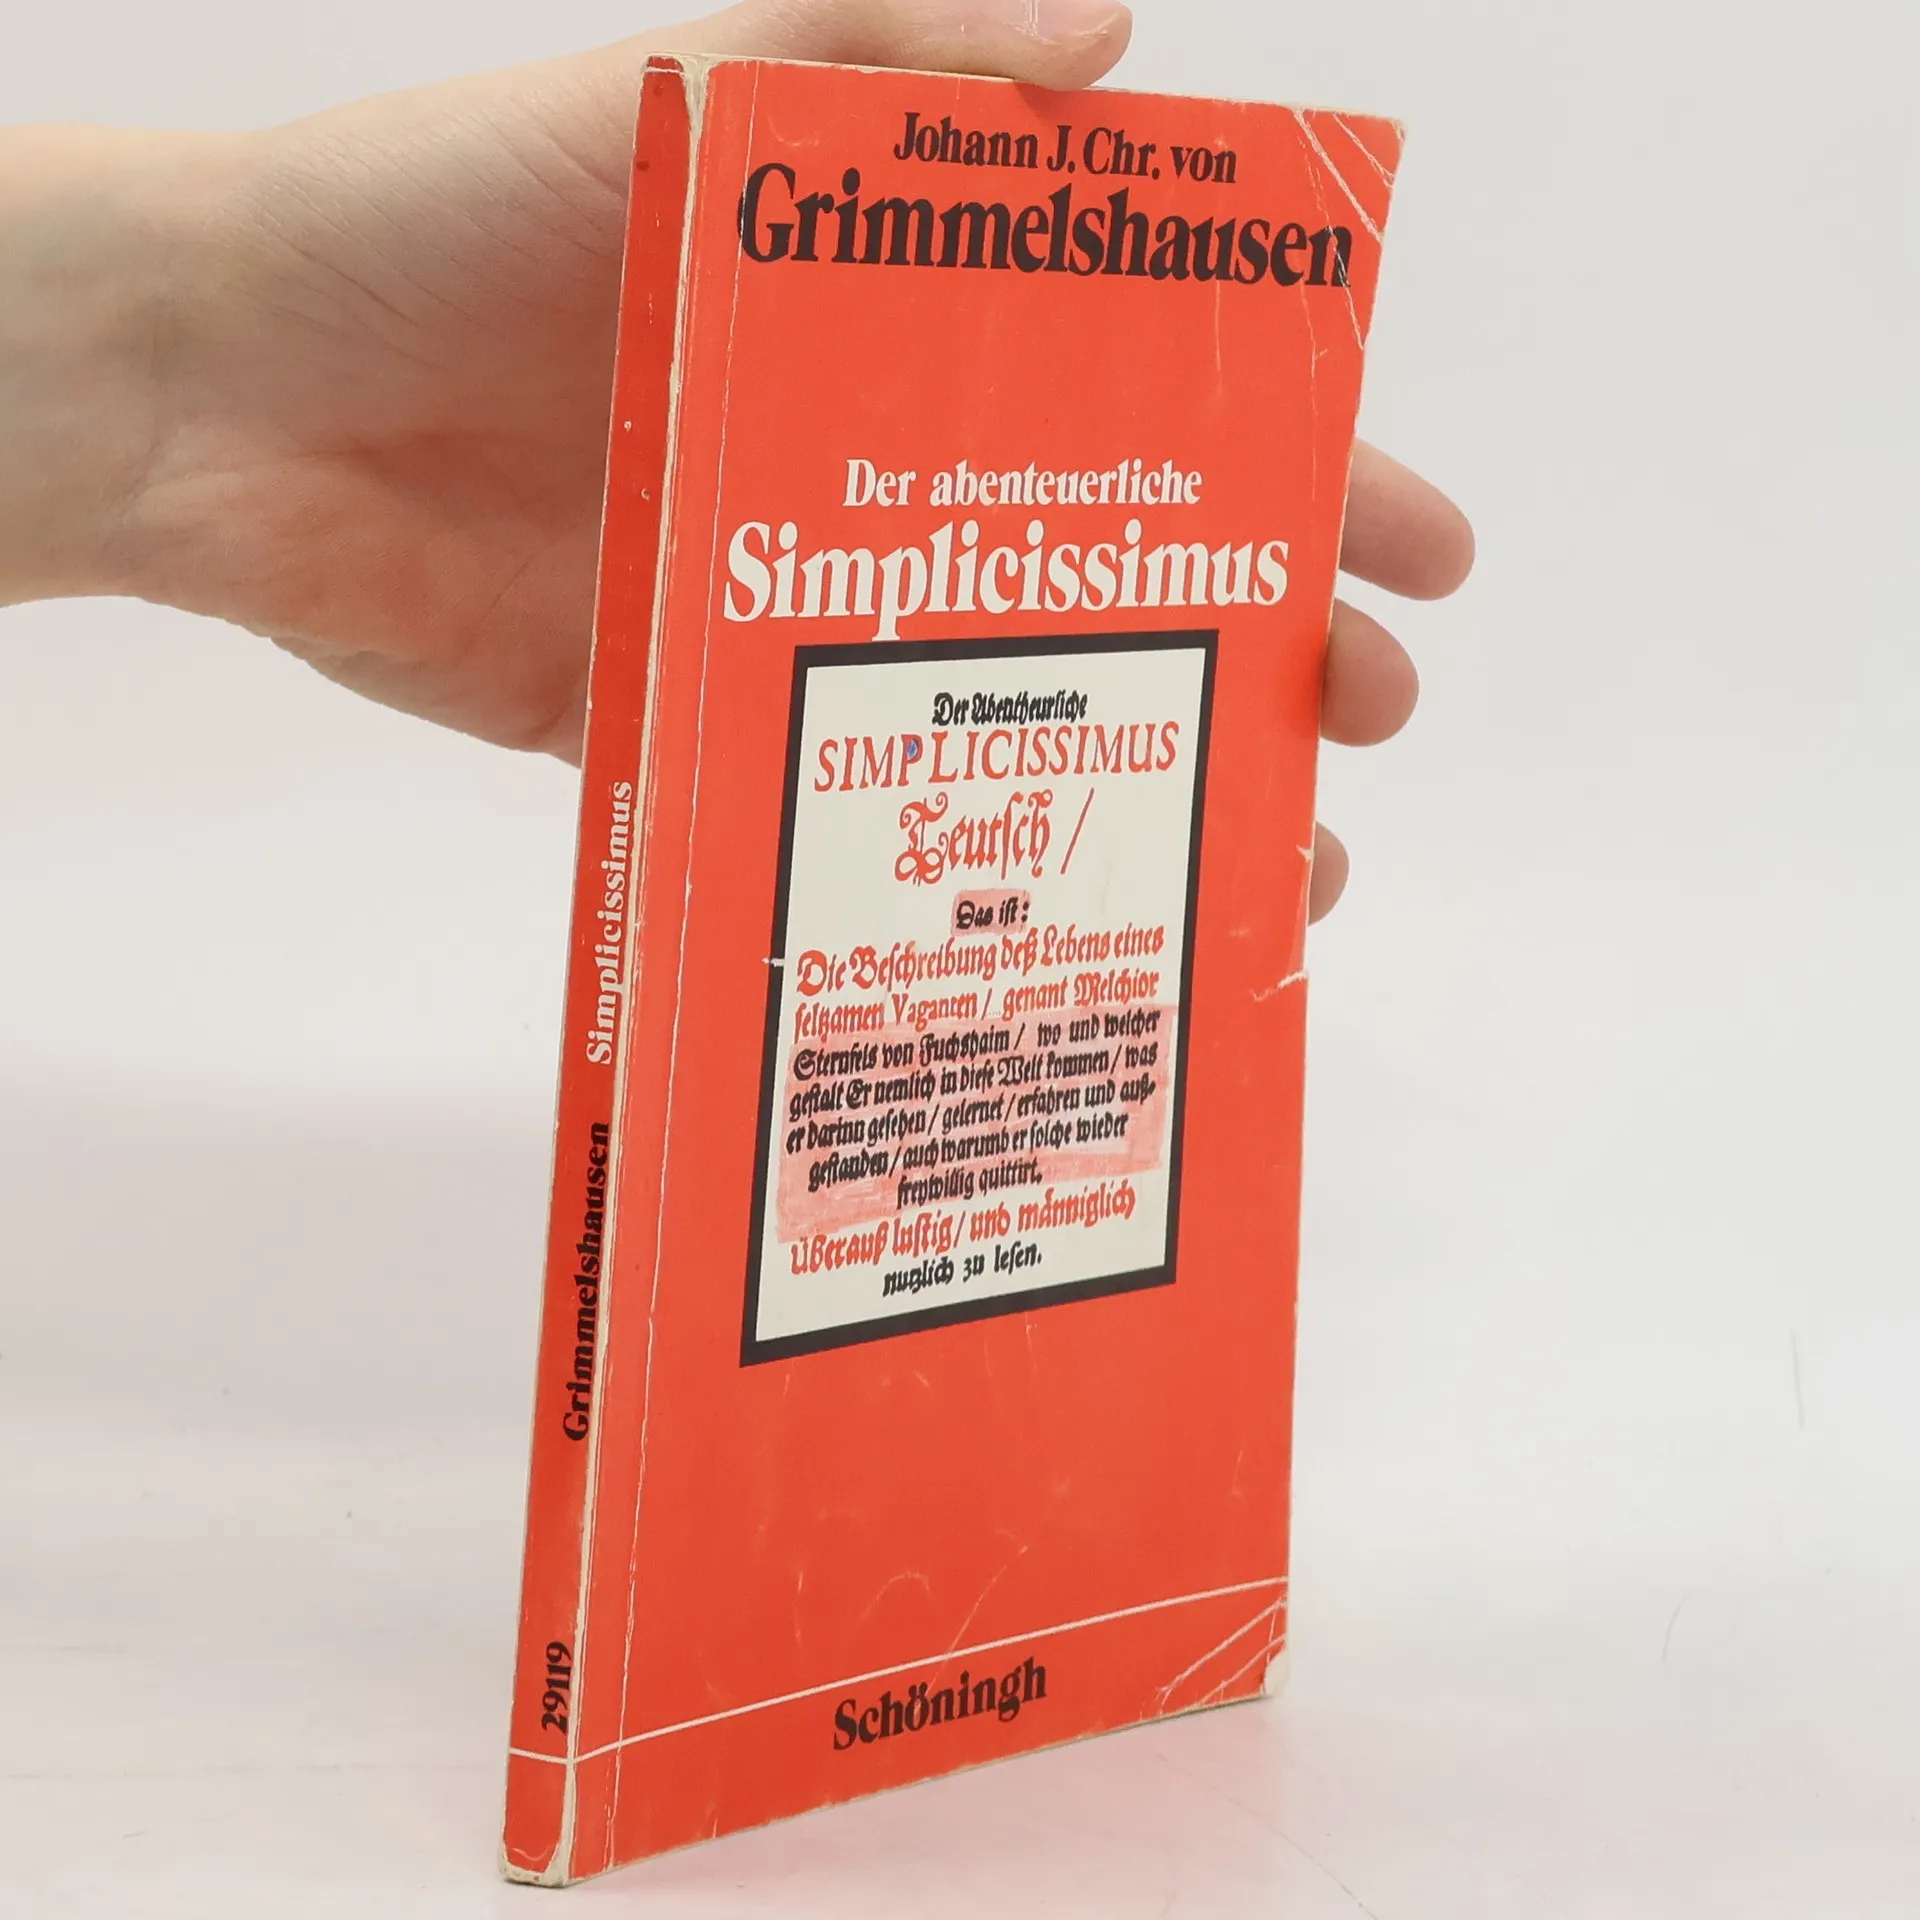 Johann J. Chr. von
Grimmelshausen
Der abenteuerliche
Simplicissimus
Der Abentheurliche
SIMPLICISSIMUS
Teutsch /
Das ist:
Die Beschreibung deß Lebens eines
seltzamen Vaganten / genant Melchior
Sternfels von Fuchshaim / wo und welcher
gestalt Er nemlich in diese Welt kommen / was
er darinn gesehen / gelernet / erfahren und auß-
gestanden / auch warumb er solche wieder
freywillig quittirt.
Überauß lustig / und männiglich
nutzlich zu lesen.
Schöningh
Simplicissimus
Grimmelshausen
29119